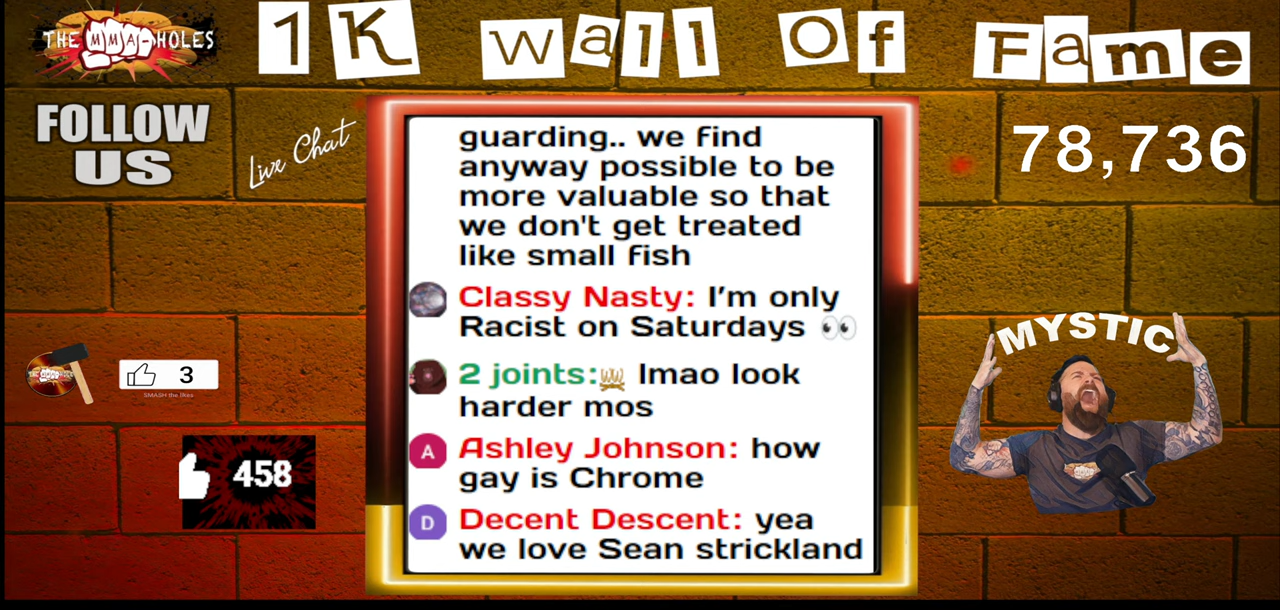 THE MMA-HOLES
1K Wall Of Fame
FOLLOW
US
Live Chat
78,736
guarding.. we find
anyway possible to be
more valuable so that
we don't get treated
like small fish
Classy Nasty: I'm only
Racist on Saturdays 👀
2 joints: lmao look
harder mos
A Ashley Johnson: how
gay is Chrome
D Decent Descent: yea
we love Sean strickland
3
SMASH the likes
458
MYSTIC